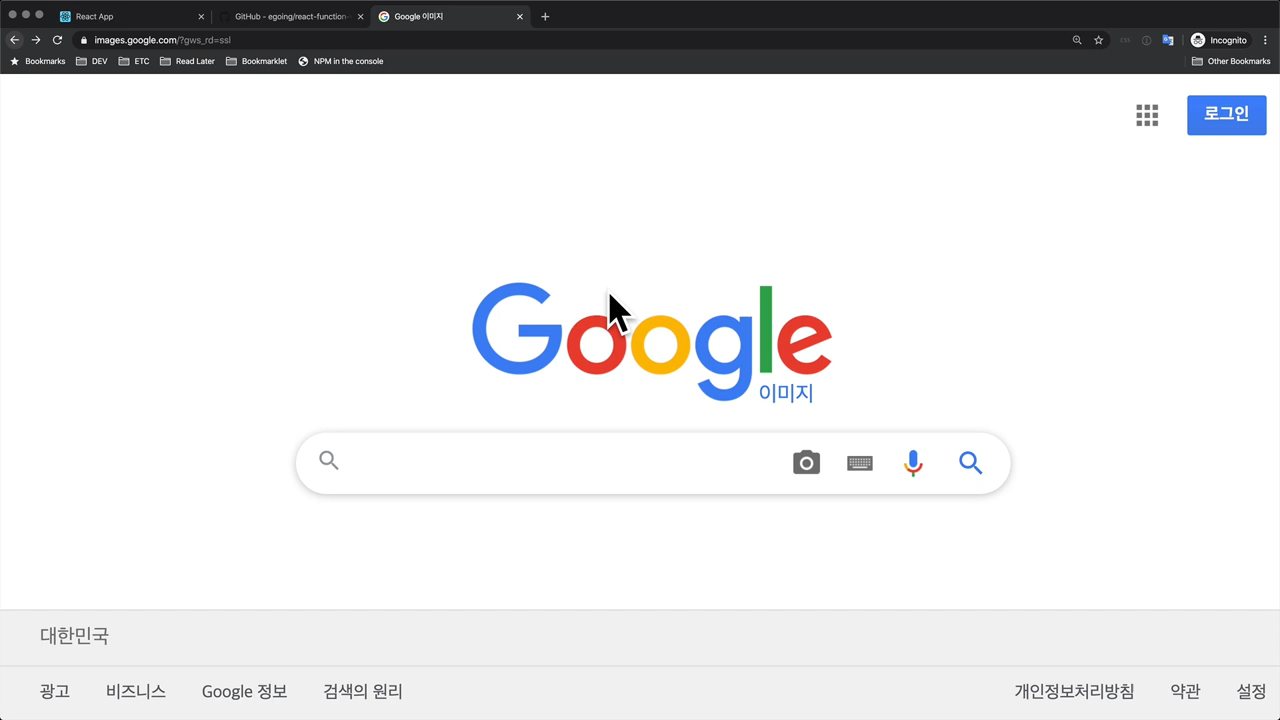 React App
GitHub - egoing/react-function-
Google 이미지
images.google.com/?gws_rd=ssl
Incognito
Bookmarks
DEV
ETC
Read Later
Bookmarklet
NPM in the console
Other Bookmarks
로그인
Google
이미지
대한민국
광고 비즈니스 Google 정보 검색의 원리 개인정보처리방침 약관 설정